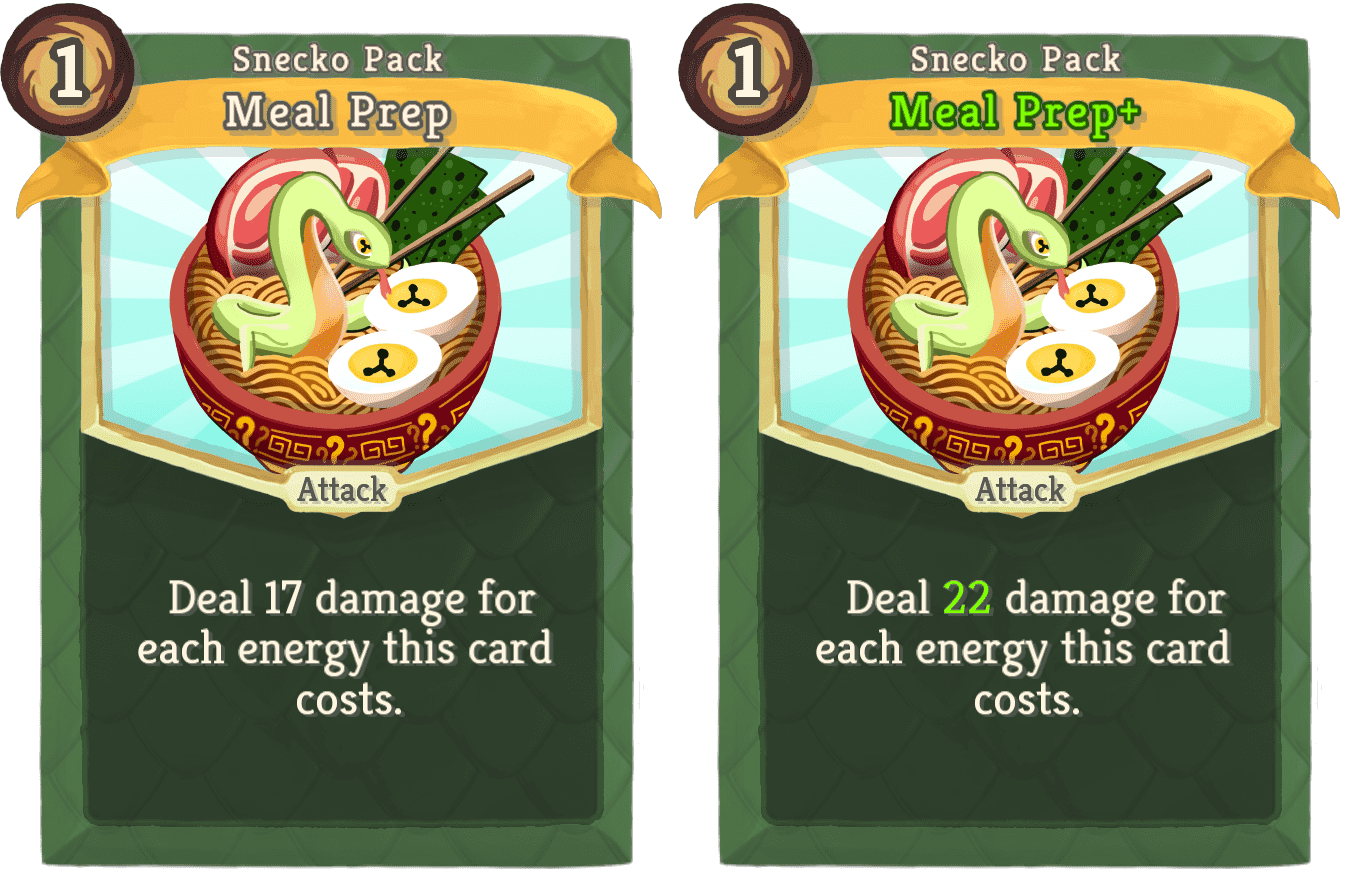 1
Snecko Pack
Meal Prep
Attack
Deal 17 damage for
each energy this card
costs.
1
Snecko Pack
Meal Prep+
Attack
Deal 22 damage for
each energy this card
costs.